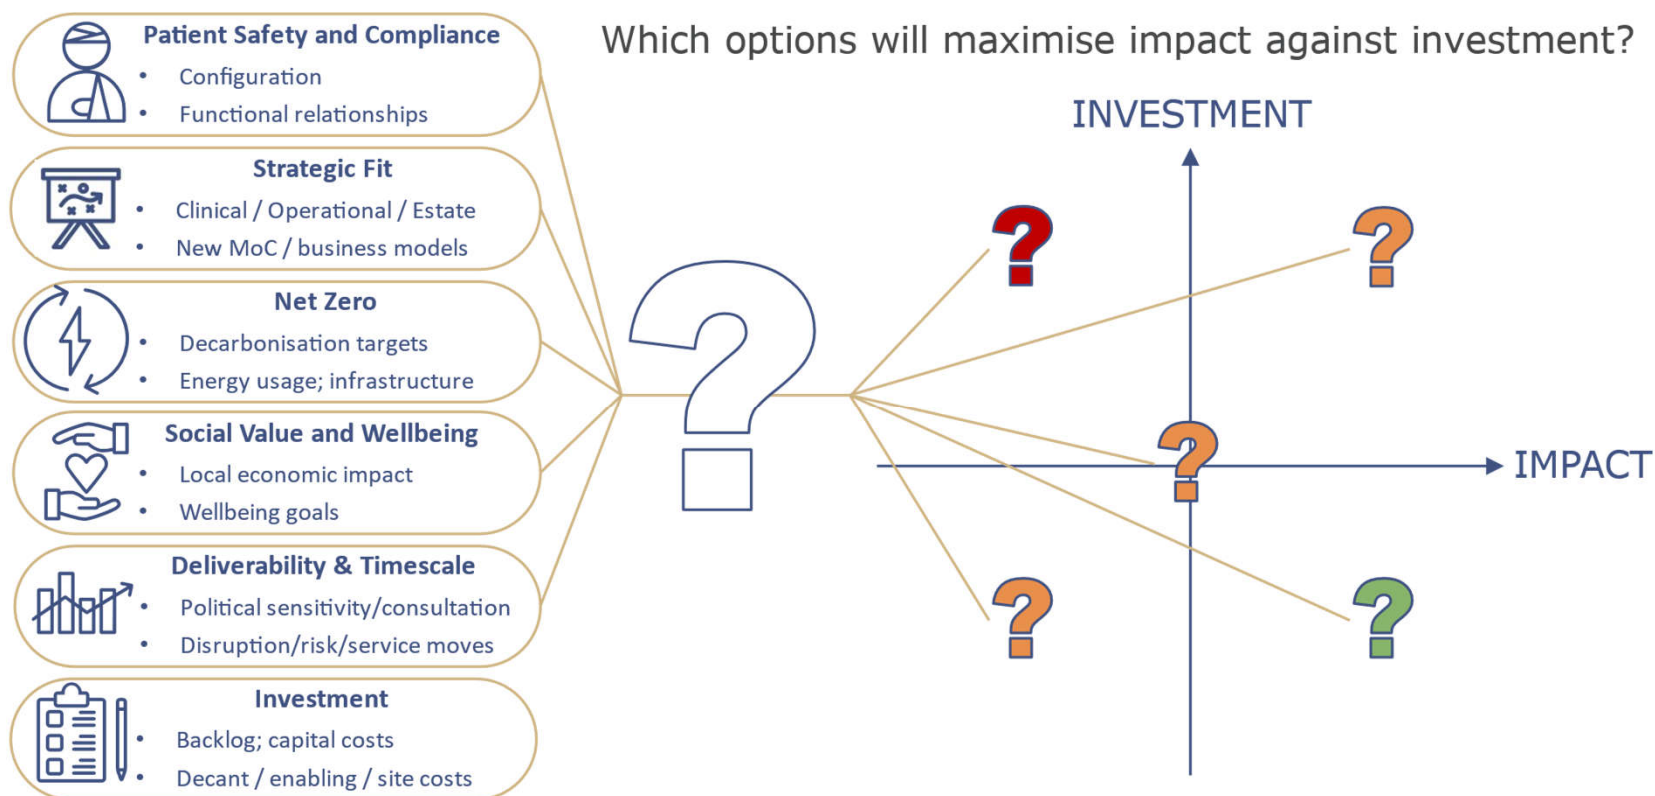 Which options will maximise impact against investment?
Patient Safety and Compliance
• Configuration
• Functional relationships
Strategic Fit
• Clinical / Operational / Estate
• New MoC / business models
Net Zero
• Decarbonisation targets
• Energy usage; infrastructure
Social Value and Wellbeing
• Local economic impact
• Wellbeing goals
Deliverability & Timescale
• Political sensitivity/consultation
• Disruption/risk/service moves
Investment
• Backlog; capital costs
• Decant / enabling / site costs
?
INVESTMENT
?
?
?
IMPACT
?
?